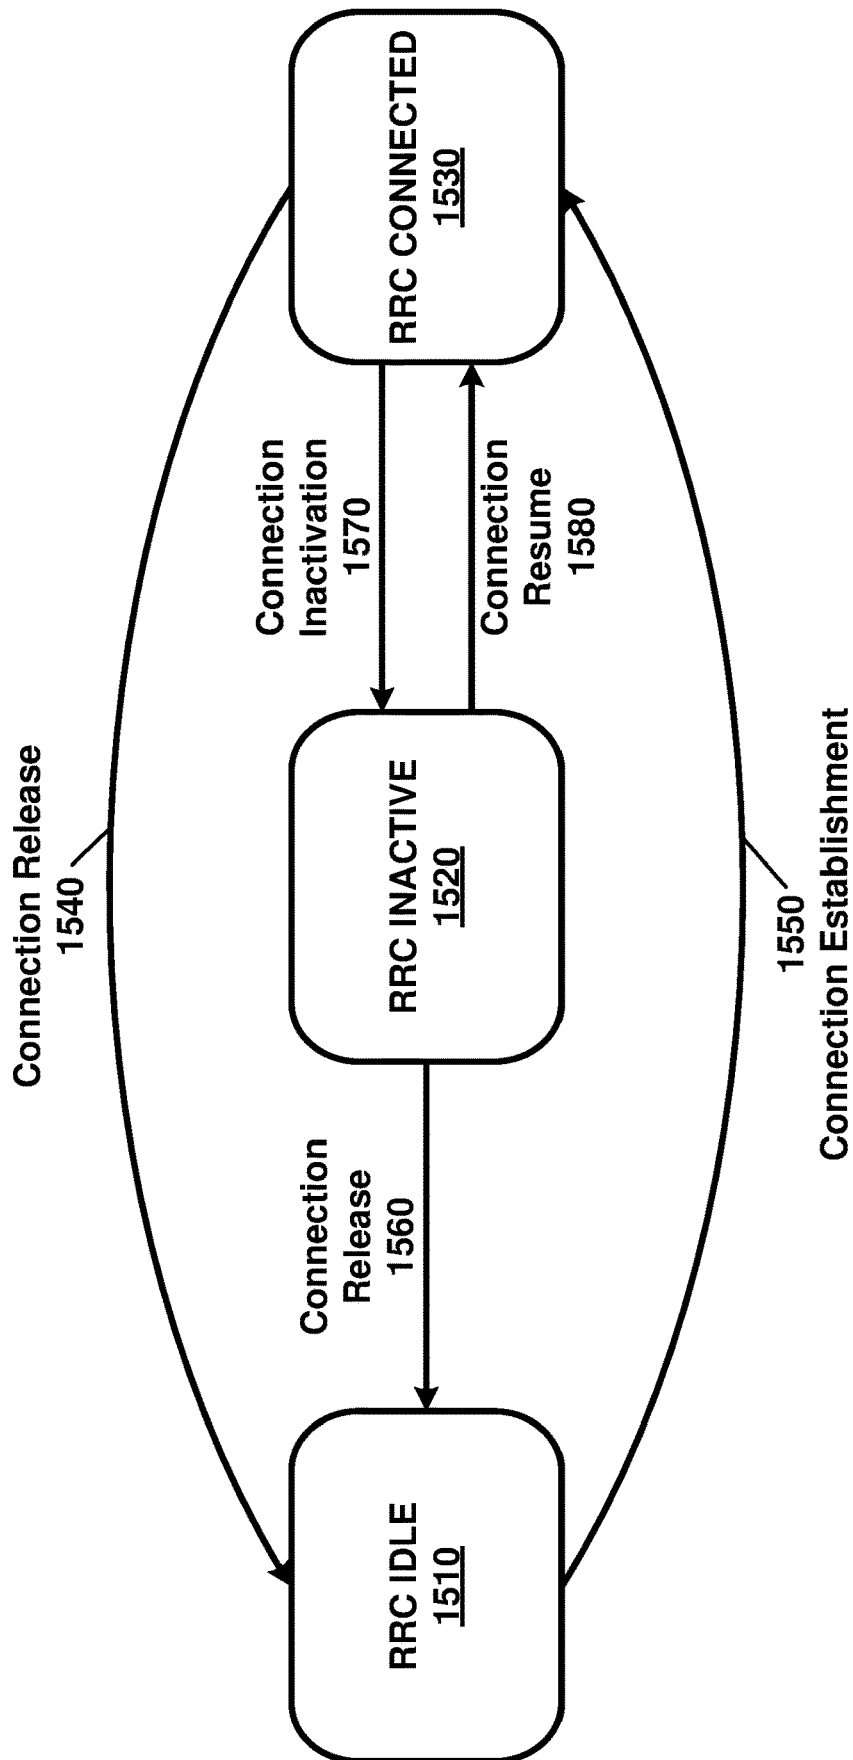 Connection Release
1540
RRC IDLE
1510
Connection
Release
1560
RRC INACTIVE
1520
Connection
Inactivation
1570
Connection
Resume
1580
RRC CONNECTED
1530
1550
Connection Establishment